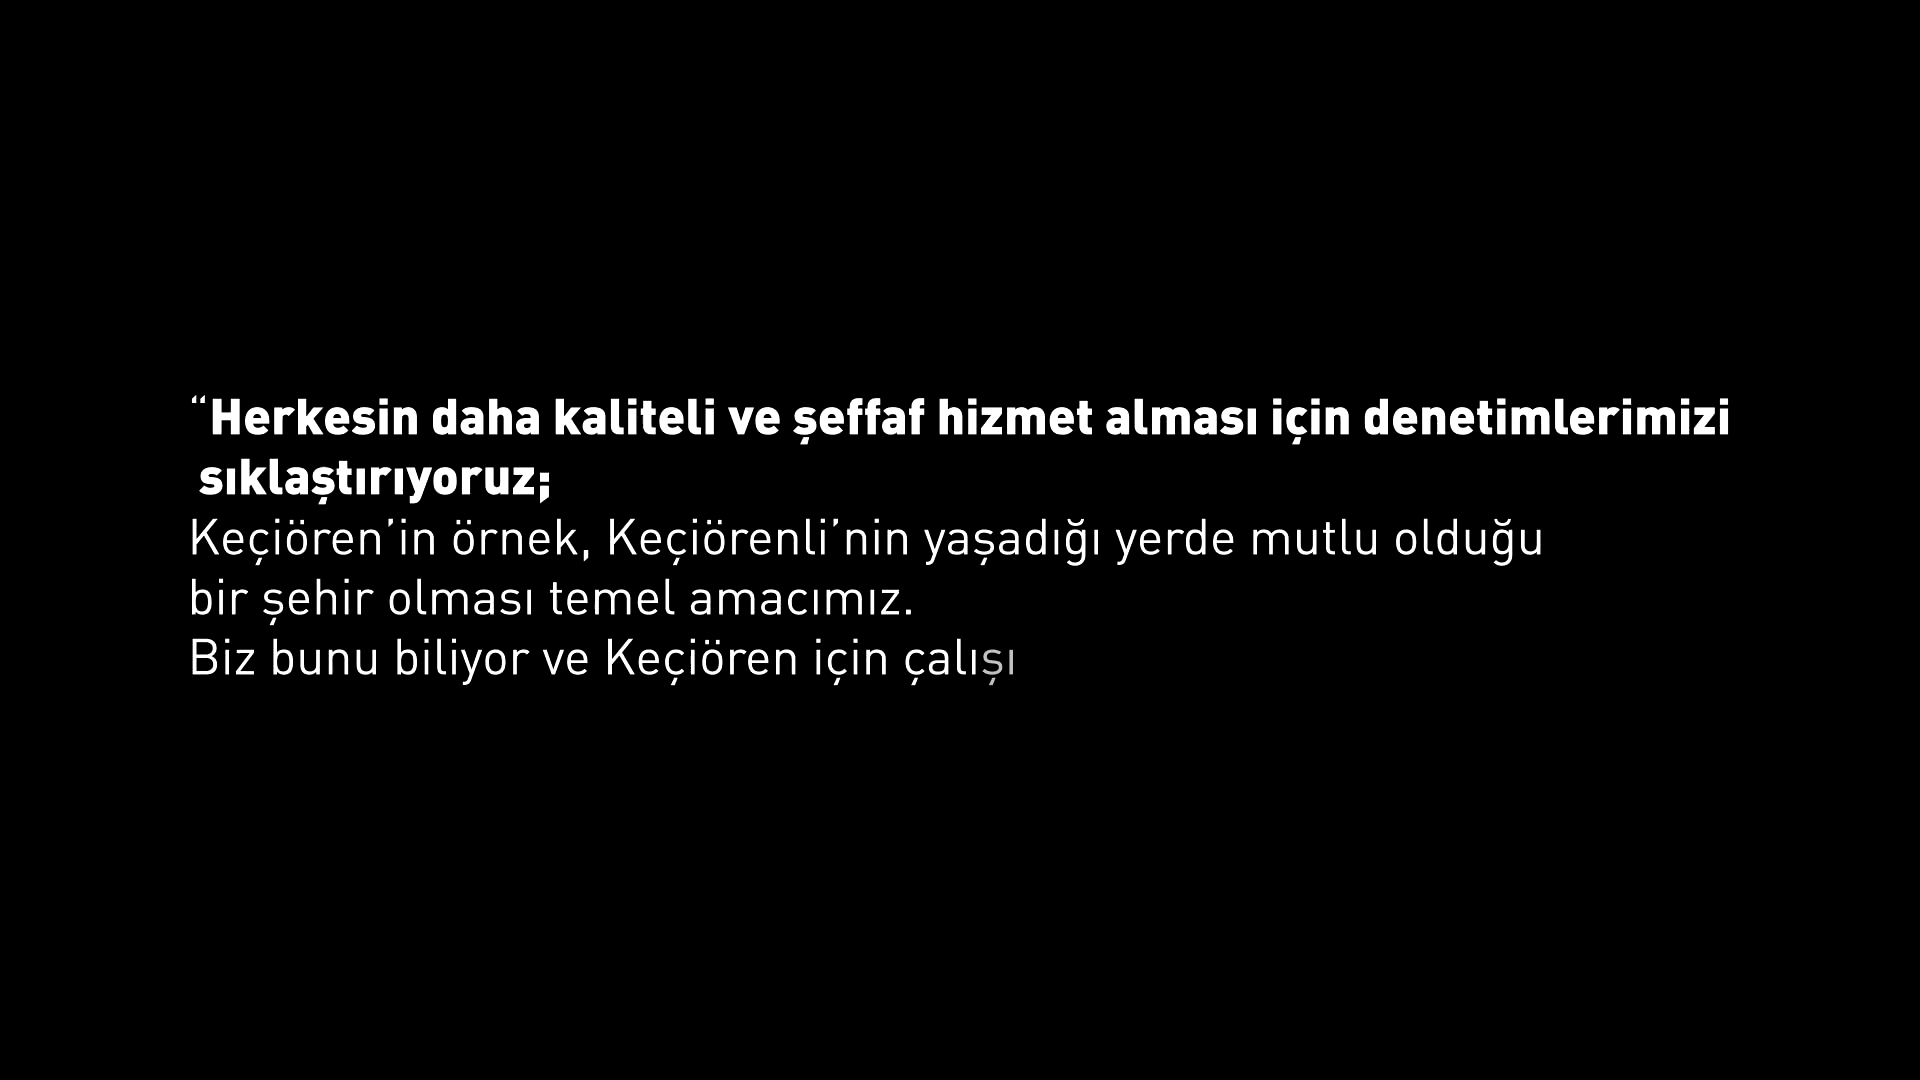 “Herkesin daha kaliteli ve şeffaf hizmet alması için denetimlerimizi
sıklaştırıyoruz;
Keçiören’in örnek, Keçiörenli’nin yaşadığı yerde mutlu olduğu
bir şehir olması temel amacımız.
Biz bunu biliyor ve Keçiören için çalışı